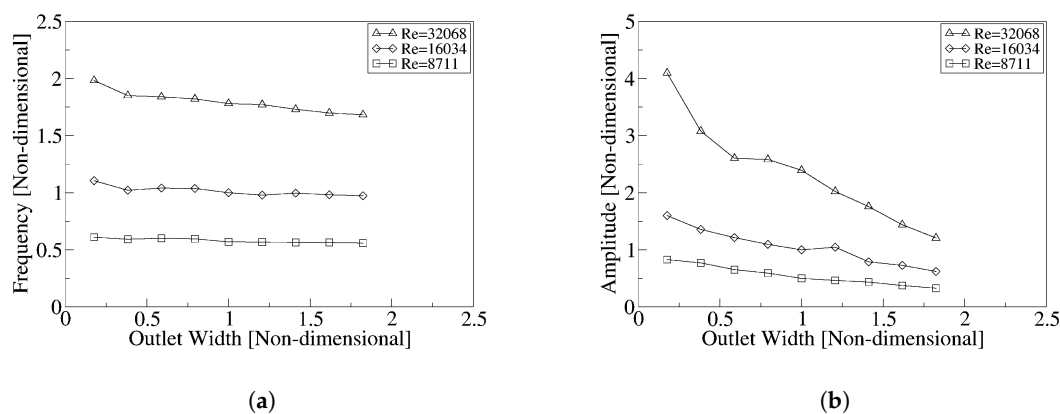 2.5
2
1.5
1
0.5
0
Frequency [Non-dimensional]
0
0.5
1
1.5
2
2.5
Outlet Width [Non-dimensional]
Re=32068
Re=16034
Re=8711
(a)
5
4
3
2
1
0
Amplitude [Non-dimensional]
0
0.5
1
1.5
2
2.5
Outlet Width [Non-dimensional]
Re=32068
Re=16034
Re=8711
(b)